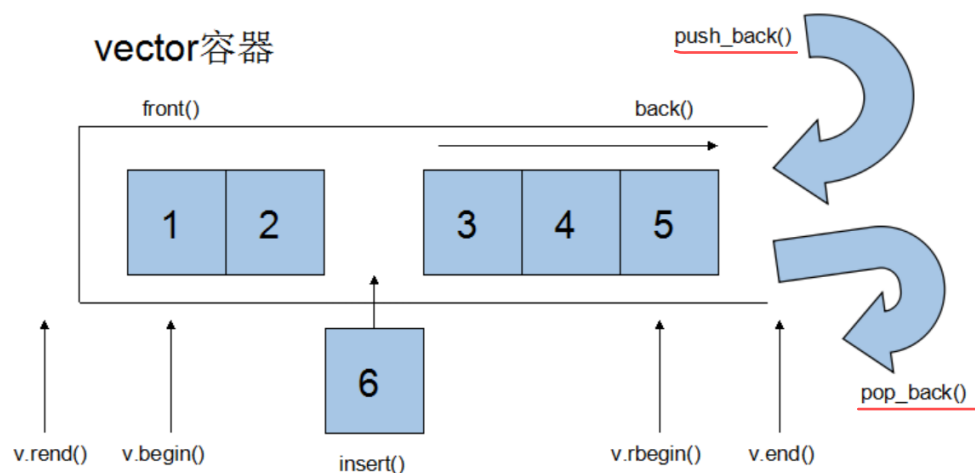 vector容器
push_back()
front()
back()
1
2
3
4
5
6
pop_back()
v.rend()
v.begin()
insert()
v.rbegin()
v.end()